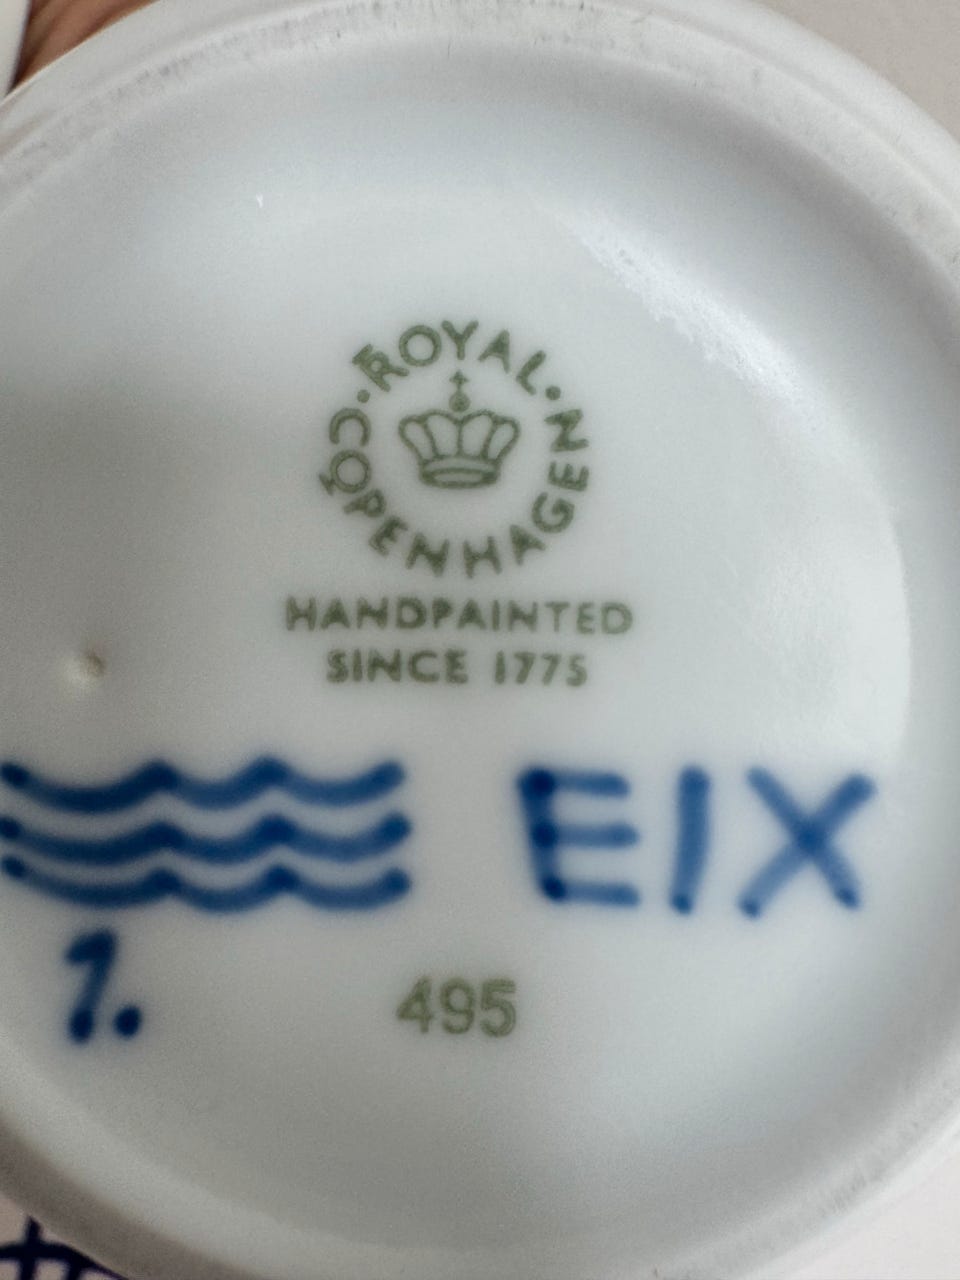 ROYAL
COPENHAGEN
HANDPAINTED
SINCE 1775
EIX
1.
495